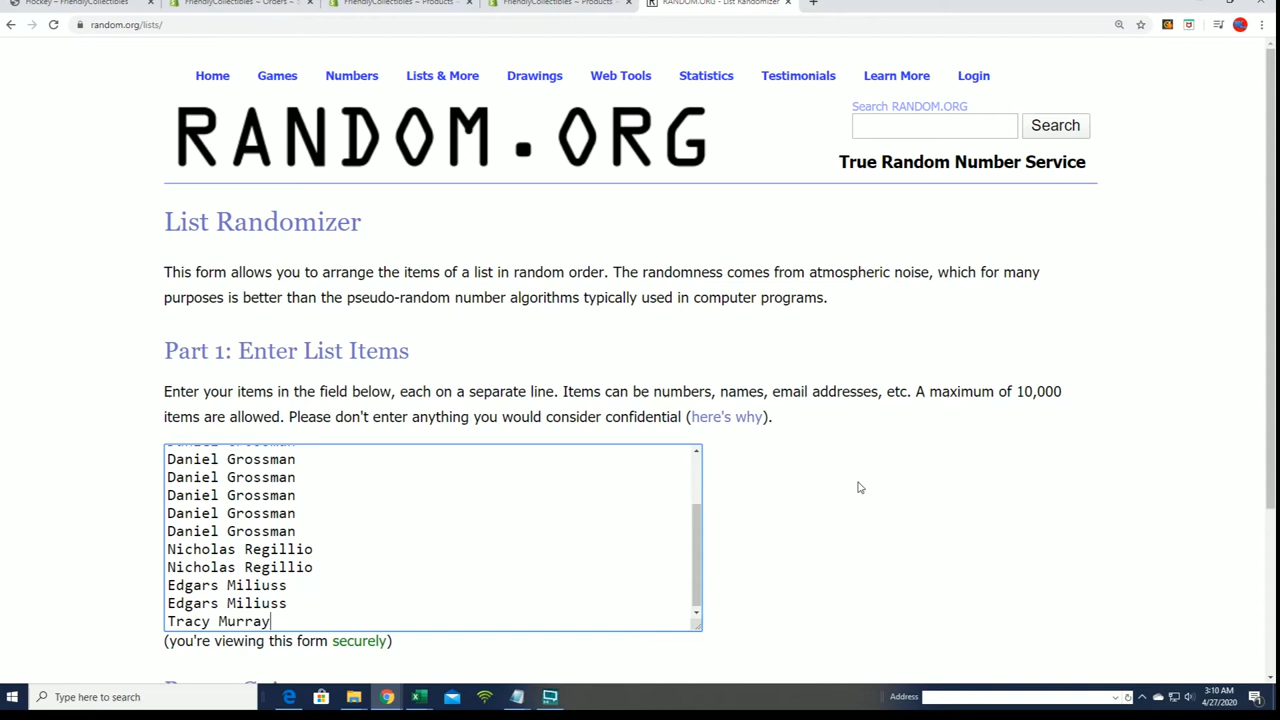 Hockey – FriendlyCollectibles
FriendlyCollectibles ~ Orders ~
FriendlyCollectibles ~ Products
FriendlyCollectibles ~ Products
RANDOM.ORG - List Randomizer
random.org/lists/
Home Games Numbers Lists & More Drawings Web Tools Statistics Testimonials Learn More Login
RANDOM.ORG
Search RANDOM.ORG
Search
True Random Number Service
List Randomizer
This form allows you to arrange the items of a list in random order. The randomness comes from atmospheric noise, which for many
purposes is better than the pseudo-random number algorithms typically used in computer programs.
Part 1: Enter List Items
Enter your items in the field below, each on a separate line. Items can be numbers, names, email addresses, etc. A maximum of 10,000
items are allowed. Please don't enter anything you would consider confidential (here's why).
Daniel Grossman
Daniel Grossman
Daniel Grossman
Daniel Grossman
Daniel Grossman
Daniel Grossman
Nicholas Regillio
Nicholas Regillio
Edgars Miliuss
Edgars Miliuss
Tracy Murray
(you're viewing this form securely)
Type here to search
Address
3:10 AM
4/27/2020